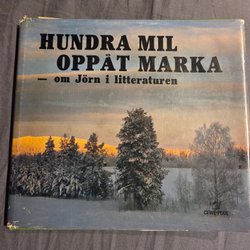 HUNDRA MIL
OPPÅT MARKA
– om Jörn i litteraturen